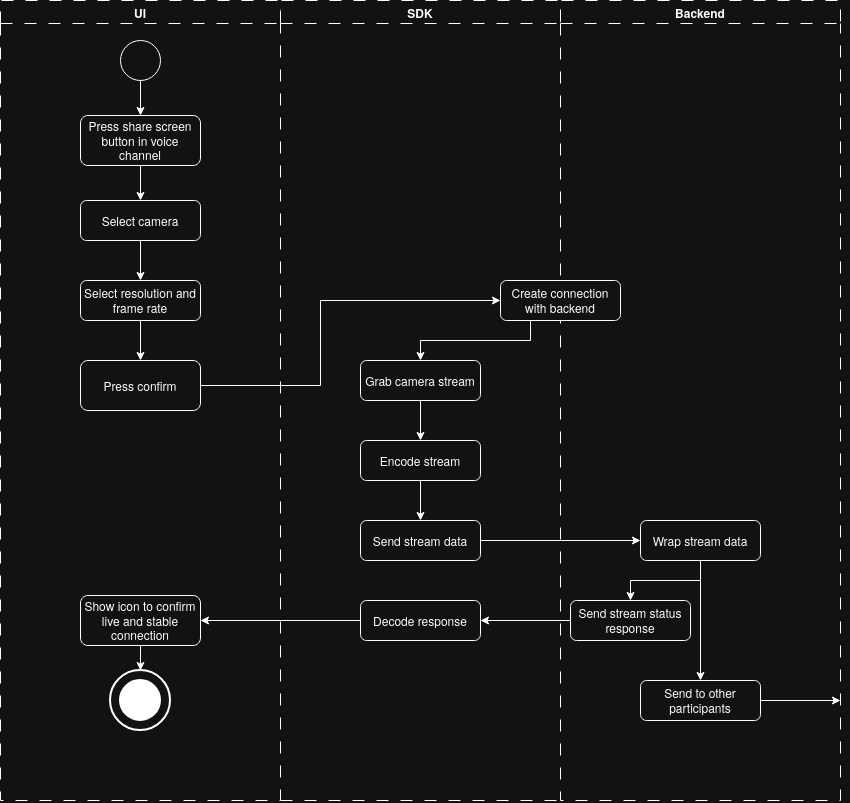 UI
SDK
Backend
Press share screen
button in voice
channel
Select camera
Select resolution and
frame rate
Create connection
with backend
Press confirm
Grab camera stream
Encode stream
Send stream data
Wrap stream data
Show icon to confirm
live and stable
connection
Decode response
Send stream status
response
Send to other
participants